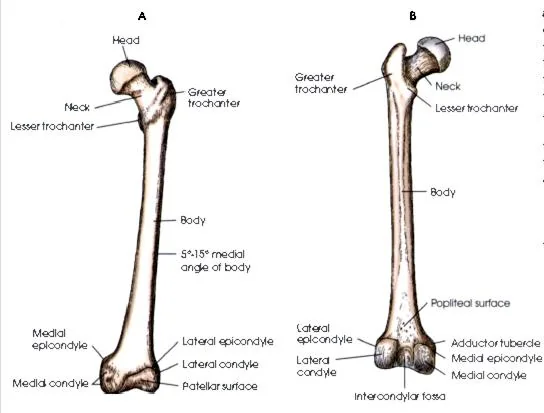 A
Head
Greater
trochanter
Neck
Lesser trochanter
Body
5°-15° medial
angle of body
Medial
epicondyle
Lateral epicondyle
Lateral condyle
Medial condyle
Patellar surface
B
Head
Greater
trochanter
Neck
Lesser trochanter
Body
Popliteal surface
Lateral
epicondyle
Adductor tubercle
Medial epicondyle
Lateral
condyle
Medial condyle
Intercondylar fossa